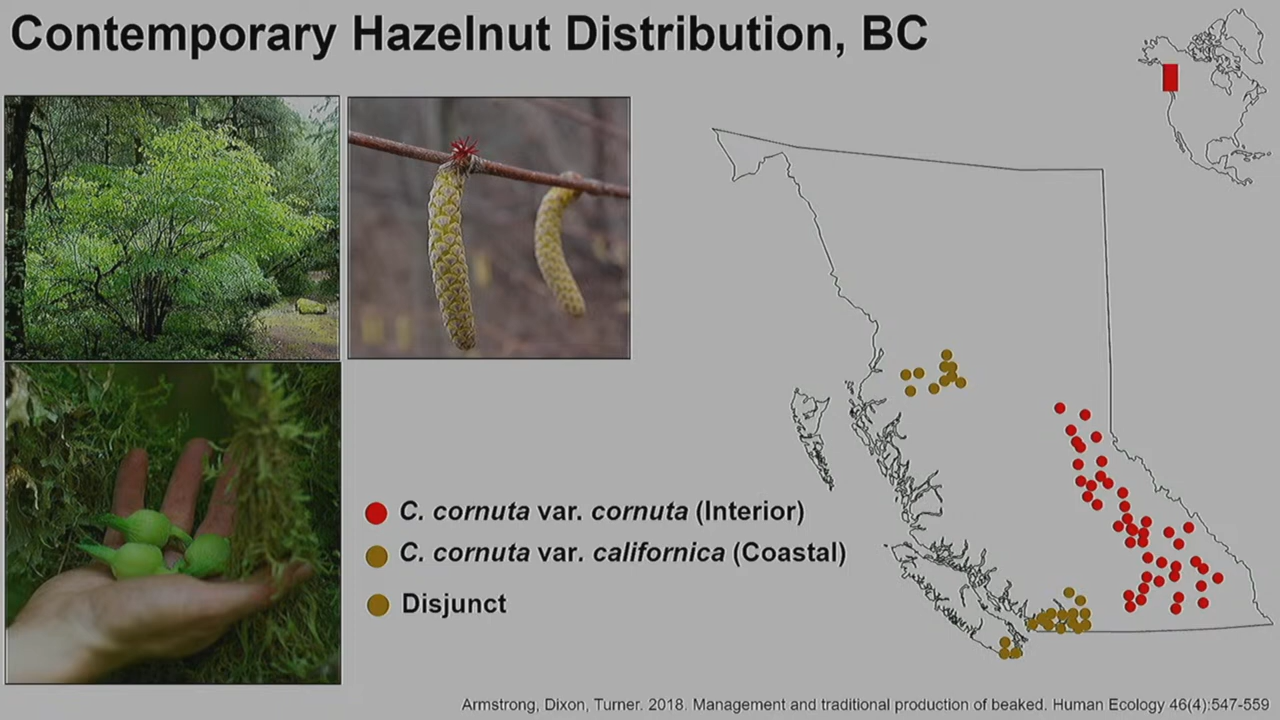 Contemporary Hazelnut Distribution, BC
C. cornuta var. cornuta (Interior)
C. cornuta var. californica (Coastal)
Disjunct
Armstrong, Dixon, Turner. 2018. Management and traditional production of beaked. Human Ecology 46(4):547-559